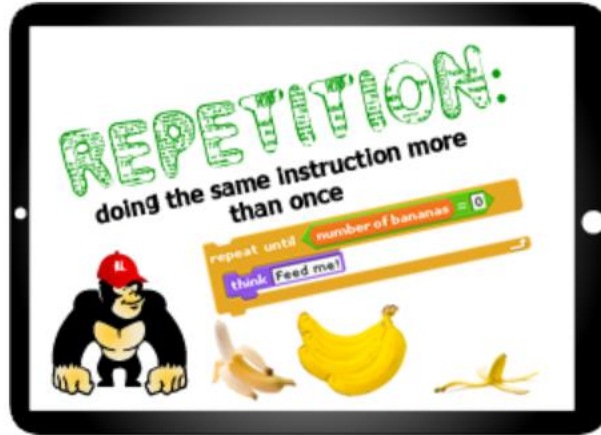 REPETITION:
doing the same instruction more
than once
repeat until number of bananas = 0
think Feed me!
AL